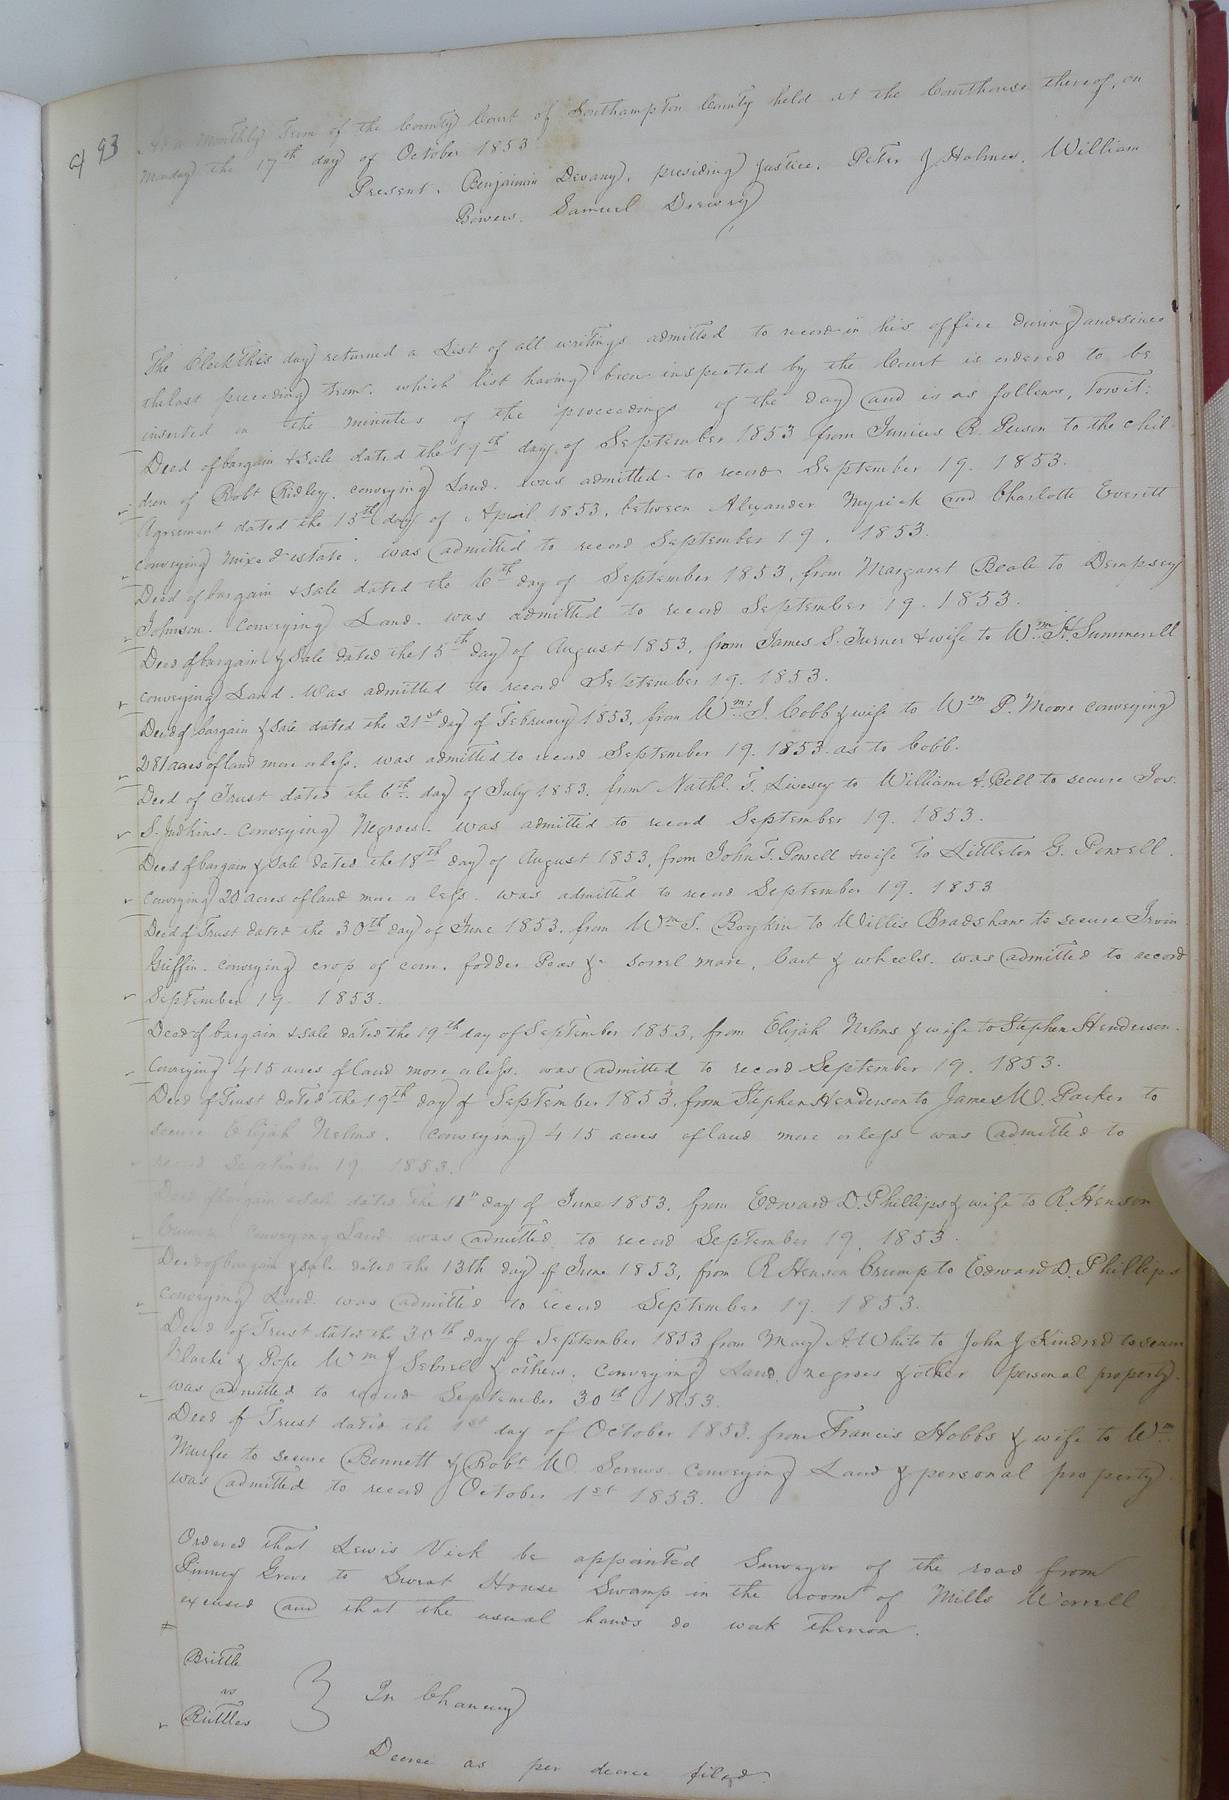 93
At a Monthly Term of the County Court of Southampton County held at the Courthouse thereof, on
Monday the 17th day of October 1853
Present. Benjamin Devany, presiding Justice. Peter J Holmes. William
Bowers. Samuel Drewry
The Clerk this day returned a List of all writings admitted to record in his office during and since
the last preceding Term. which list having been inspected by the Court is ordered to be
inserted in the minutes of the proceedings of the day and is as follows, Towit:
Deed of bargain & sale dated the 19th day of September 1853 from Junius R. Person to the chil
dren of Robt Ridley. conveying Land. was admitted to record September 19. 1853.
Agreement dated the 15th day of April 1853, between Alexander Myrick and Charlotte Everitt
conveying mixed estate. was admitted to record September 19. 1853.
Deed of bargain & sale dated the 6th day of September 1853, from Margaret Beale to Dempsey
Johnson. conveying Land. was admitted to record September 19. 1853.
Deed of bargain & sale dated the 15th day of August 1853, from James S. Turner & wife to Wm H. Summerell
conveying Land. was admitted to record September 19. 1853.
Deed of bargain & sale dated the 21st day of February 1853, from Wm J. Cobb & wife to Wm P. Moore conveying
281 acres of land more or less. was admitted to record September 19. 1853. as to Cobb.
Deed of Trust dated the 6th day of July 1853. from Nathl. T. Livesey to William A. Bell to secure Jos.
S. Judkins. conveying Negroes. was admitted to record September 19. 1853.
Deed of bargain & sale dated the 18th day of August 1853, from John T. Powell & wife to Littleton G. Powell.
conveying 20 acres of land more or less. was admitted to record September 19. 1853
Deed of Trust dated the 30th day of June 1853. from Wm S. Boykin to Willis Bradshaw to secure Irvin
Griffin. conveying crop of corn. fodder Peas &c sorrel mare, Cart & wheels. was admitted to record
September 19. 1853.
Deed of bargain & sale dated the 19th day of September 1853, from Elijah Nelms & wife to Stephen Henderson.
conveying 415 acres of land more or less. was admitted to record September 19. 1853.
Deed of Trust dated the 19th day of September 1853, from Stephen Henderson to James W. Parker to
secure Elijah Nelms. conveying 415 acres of land more or less was admitted to
record September 19. 1853.
Deed of bargain & sale dated the 11th day of June 1853. from Edward D. Phillips & wife to R. Henson
Crump. conveying Land. was admitted to record September 19. 1853.
Deed of bargain & sale dated the 13th day of June 1853, from R Henson Crump to Edward D. Phillips
conveying Land. was admitted to record September 19. 1853.
Deed of Trust dated the 30th day of September 1853 from Mary A. White to John J Kindred to secure
Clarke & Pope Wm J Sebrell & others. conveying Land, negroes & other personal property.
was admitted to record September 30th 1853.
Deed of Trust dated the 1st day of October 1853. from Francis Hobbs & wife to Wm
Murfee to secure Bennett & Robt W. Screws conveying Land & personal property.
was admitted to record October 1st 1853.
Ordered that Lewis Vick be appointed Surveyor of the road from
Pinney Grove to Sweat House Swamp in the room of Mills Worrell
excused and that the usual hands do work thereon.
Brittle
vs
Ruttles
In Chancery
Decree as per decree filed.